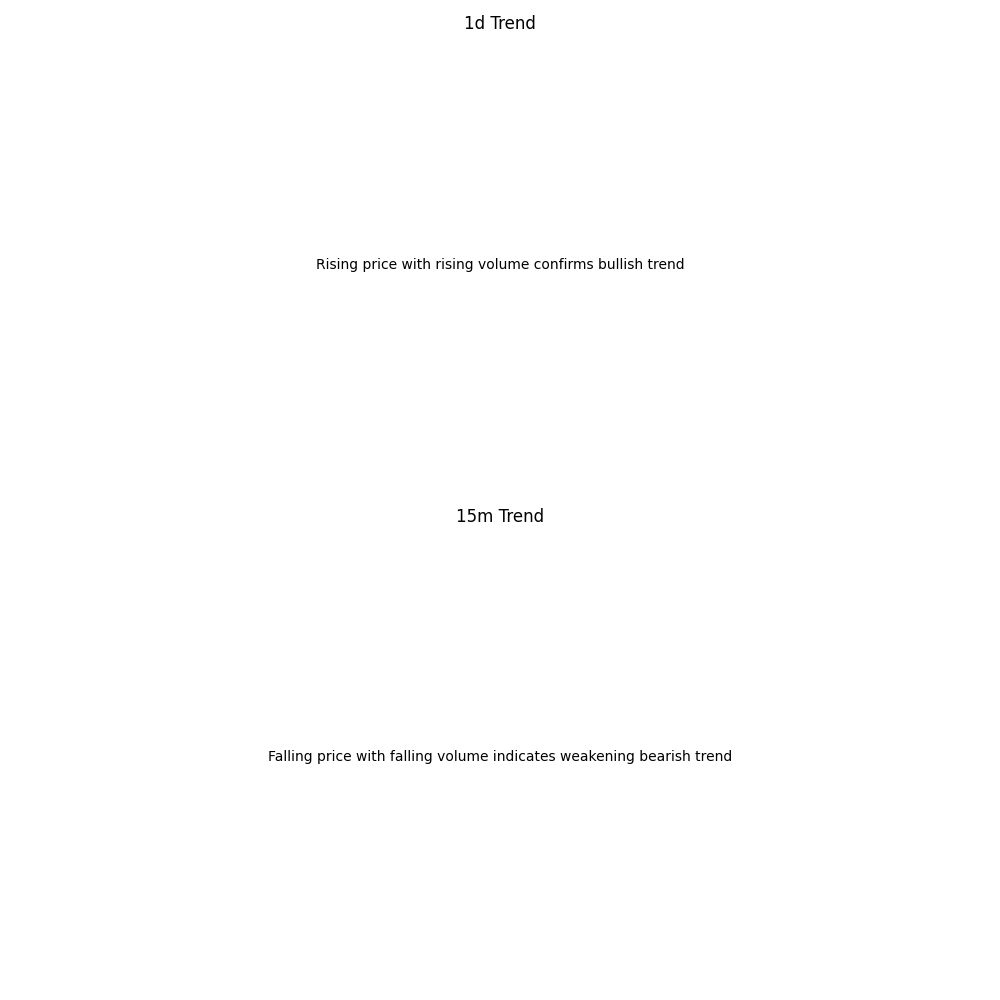 1d Trend
Rising price with rising volume confirms bullish trend
15m Trend
Falling price with falling volume indicates weakening bearish trend